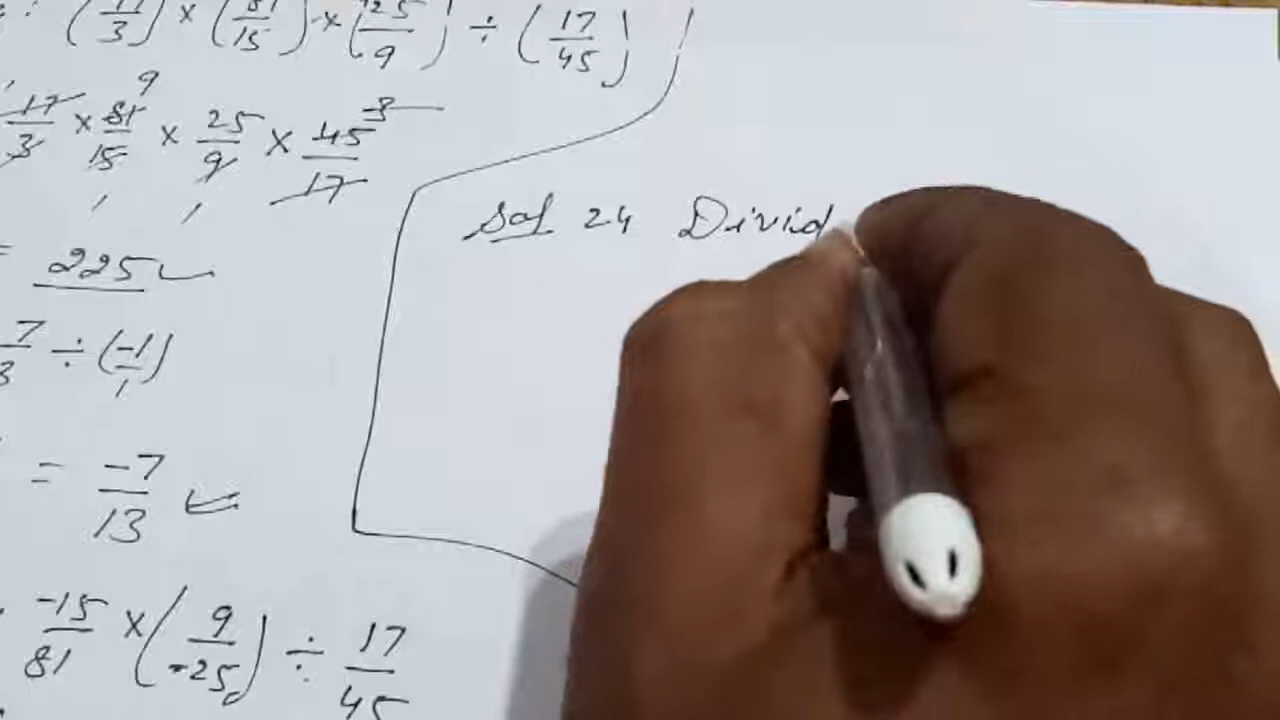 (17/3) × (81/15) × (25/9) ÷ (17/45)
17/3 × 81/15 × 25/9 × 45/17
9 3
= 225
Sol 24 Divid
7 ÷ (-1/1)
= -7/13
-15/81 × (9/-25) ÷ 17/45